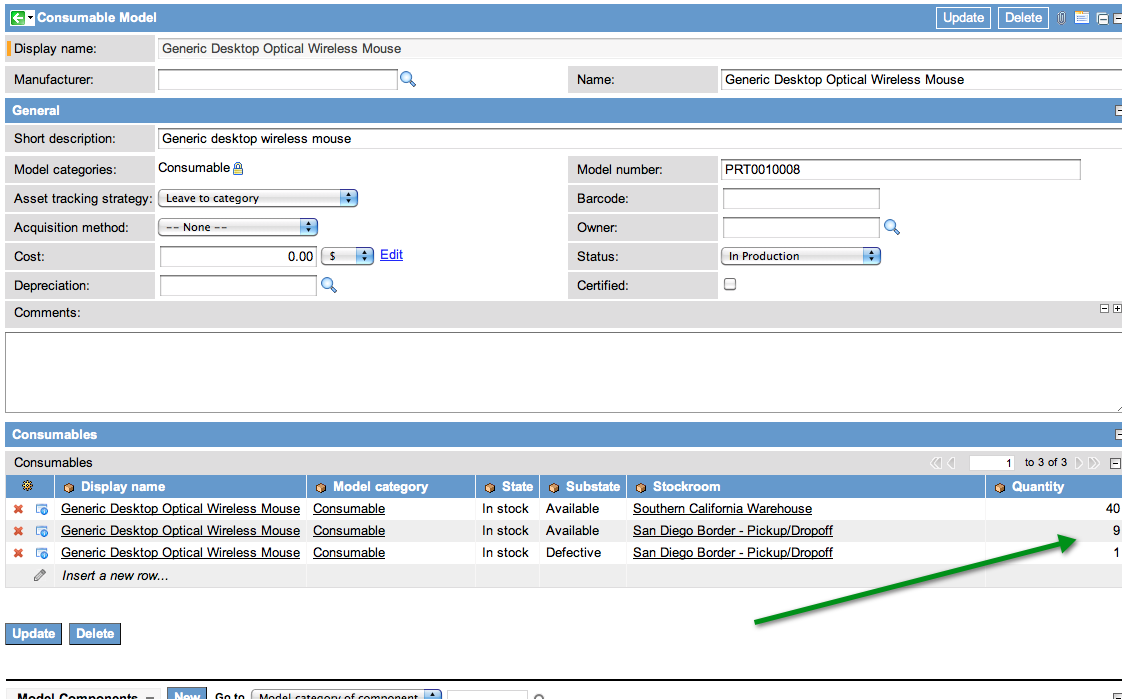 Consumable Model Update Delete
Display name: Generic Desktop Optical Wireless Mouse
Manufacturer: Name: Generic Desktop Optical Wireless Mouse
General
Short description: Generic desktop wireless mouse
Model categories: Consumable Model number: PRT0010008
Asset tracking strategy: Leave to category Barcode:
Acquisition method: -- None -- Owner:
Cost: 0.00 $ Edit Status: In Production
Depreciation: Certified:
Comments:
Consumables
Consumables 1 to 3 of 3
Display name Model category State Substate Stockroom Quantity
Generic Desktop Optical Wireless Mouse Consumable In stock Available Southern California Warehouse 40
Generic Desktop Optical Wireless Mouse Consumable In stock Available San Diego Border - Pickup/Dropoff 9
Generic Desktop Optical Wireless Mouse Consumable In stock Defective San Diego Border - Pickup/Dropoff 1
Insert a new row...
Update Delete
Model Components New Go to Model category of component